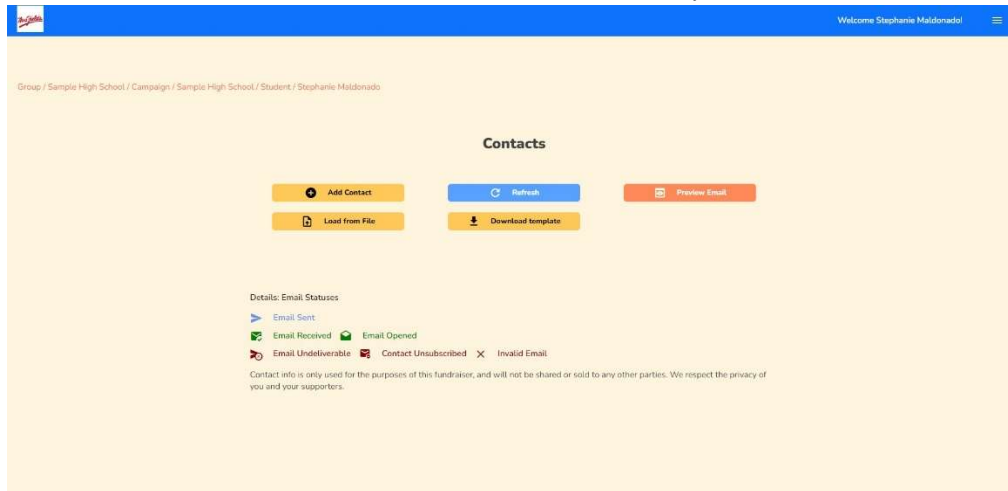 Welcome Stephanie Maldonado!
Group / Sample High School / Campaign / Sample High School / Student / Stephanie Maldonado
Contacts
Add Contact Refresh Preview Email
Load from File Download template
Details: Email Statuses
Email Sent
Email Received Email Opened
Email Undeliverable Contact Unsubscribed Invalid Email
Contact info is only used for the purposes of this fundraiser, and will not be shared or sold to any other parties. We respect the privacy of
you and your supporters.